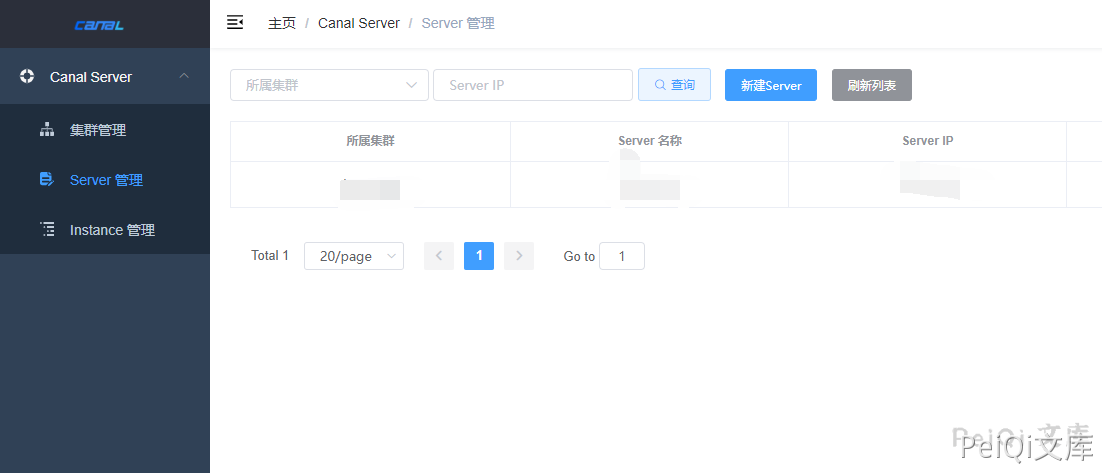 CANAL
主页 / Canal Server / Server 管理
Canal Server
集群管理
Server 管理
Instance 管理
所属集群
Server IP
查询
新建Server
刷新列表
所属集群 Server 名称 Server IP
Total 1 20/page 1 Go to 1
PeiQi 文库
PeiQi文库